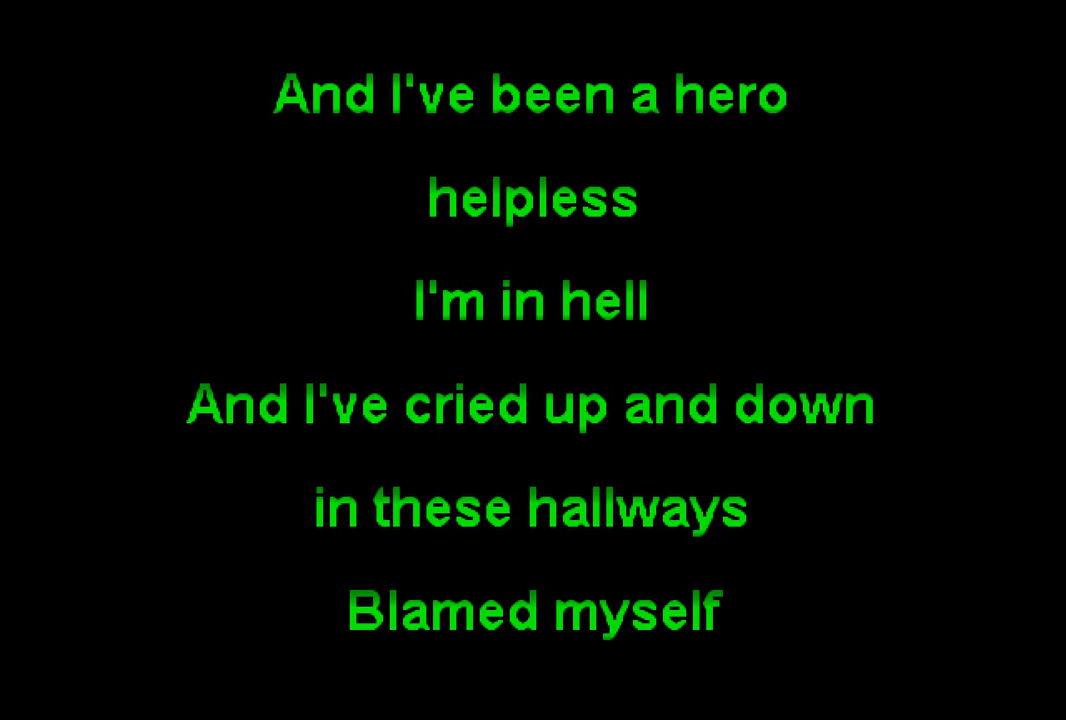 And I've been a hero
helpless
I'm in hell
And I've cried up and down
in these hallways
Blamed myself